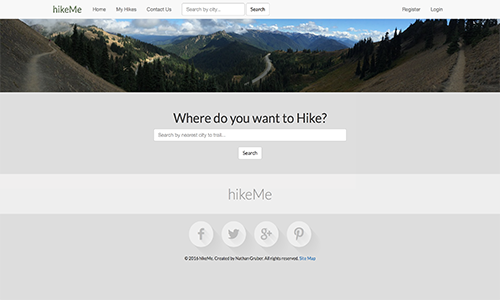 hikeMe Home My Hikes Contact Us Search by city... Search Register Login
Where do you want to Hike?
Search by nearest city to trail...
Search
hikeMe
© 2016 hikeMe. Created by Nathan Gruber. All rights reserved. Site Map